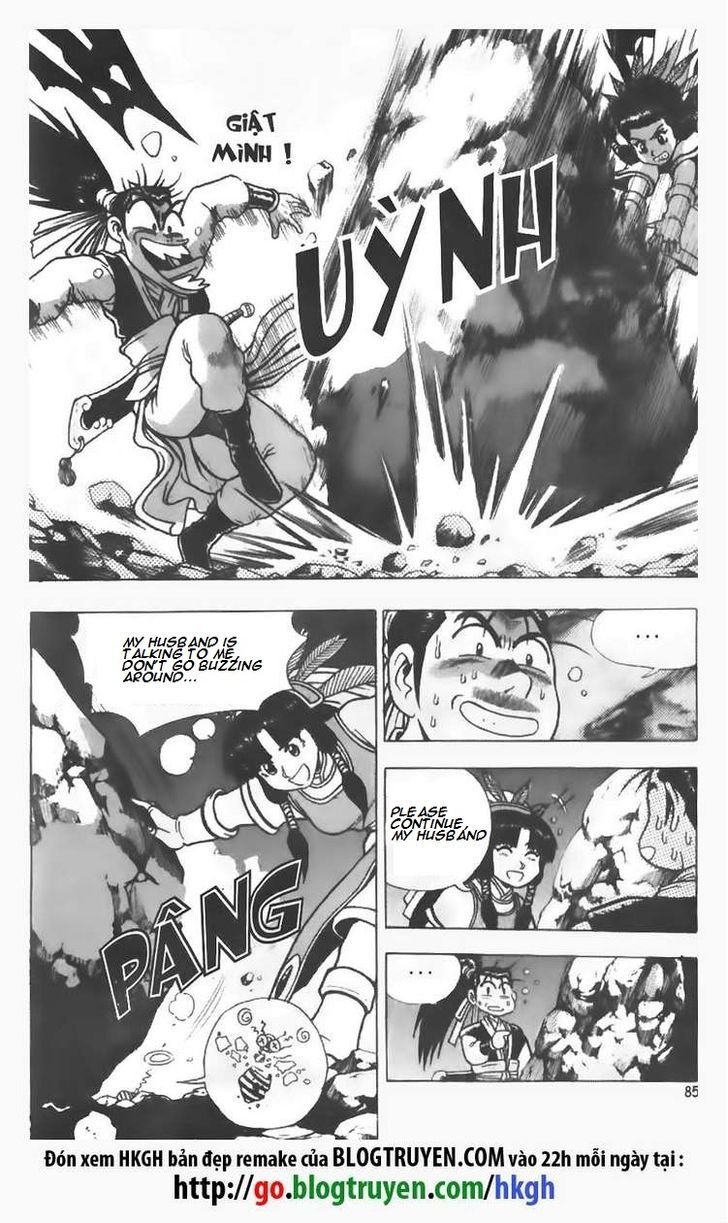 GIẬT
MÌNH !
UỲNH
MY HUSBAND IS
TALKING TO ME,
DON'T GO BUZZING
AROUND...
...
PLEASE
CONTINUE,
MY HUSBAND
PÂNG
...
85
Đón xem HKGH bản đẹp remake của BLOGTRUYEN.COM vào 22h mỗi ngày tại :
http://go.blogtruyen.com/hkgh